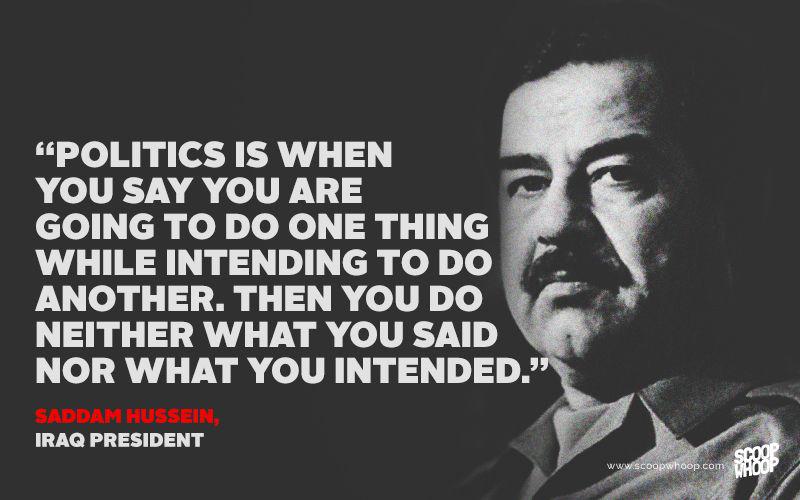 “POLITICS IS WHEN
YOU SAY YOU ARE
GOING TO DO ONE THING
WHILE INTENDING TO DO
ANOTHER. THEN YOU DO
NEITHER WHAT YOU SAID
NOR WHAT YOU INTENDED.”
SADDAM HUSSEIN,
IRAQ PRESIDENT
www.scoopwhoop.com
SCOOP
WHOOP